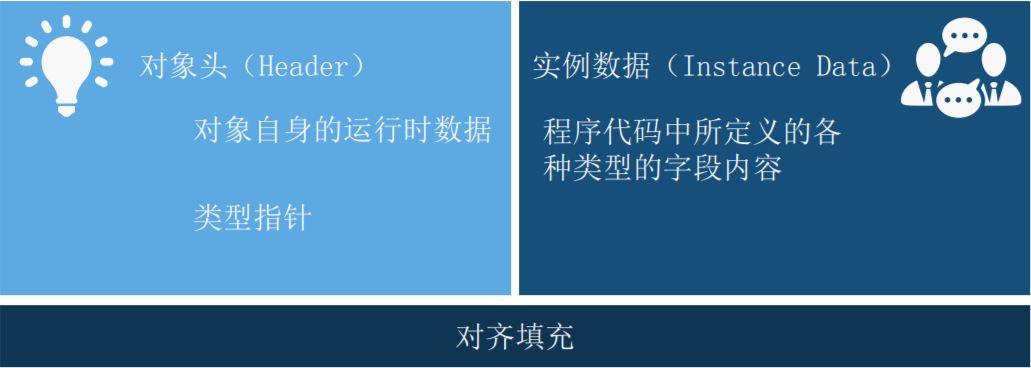 对象头（Header）
对象自身的运行时数据
类型指针
实例数据（Instance Data）
程序代码中所定义的各
种类型的字段内容
对齐填充